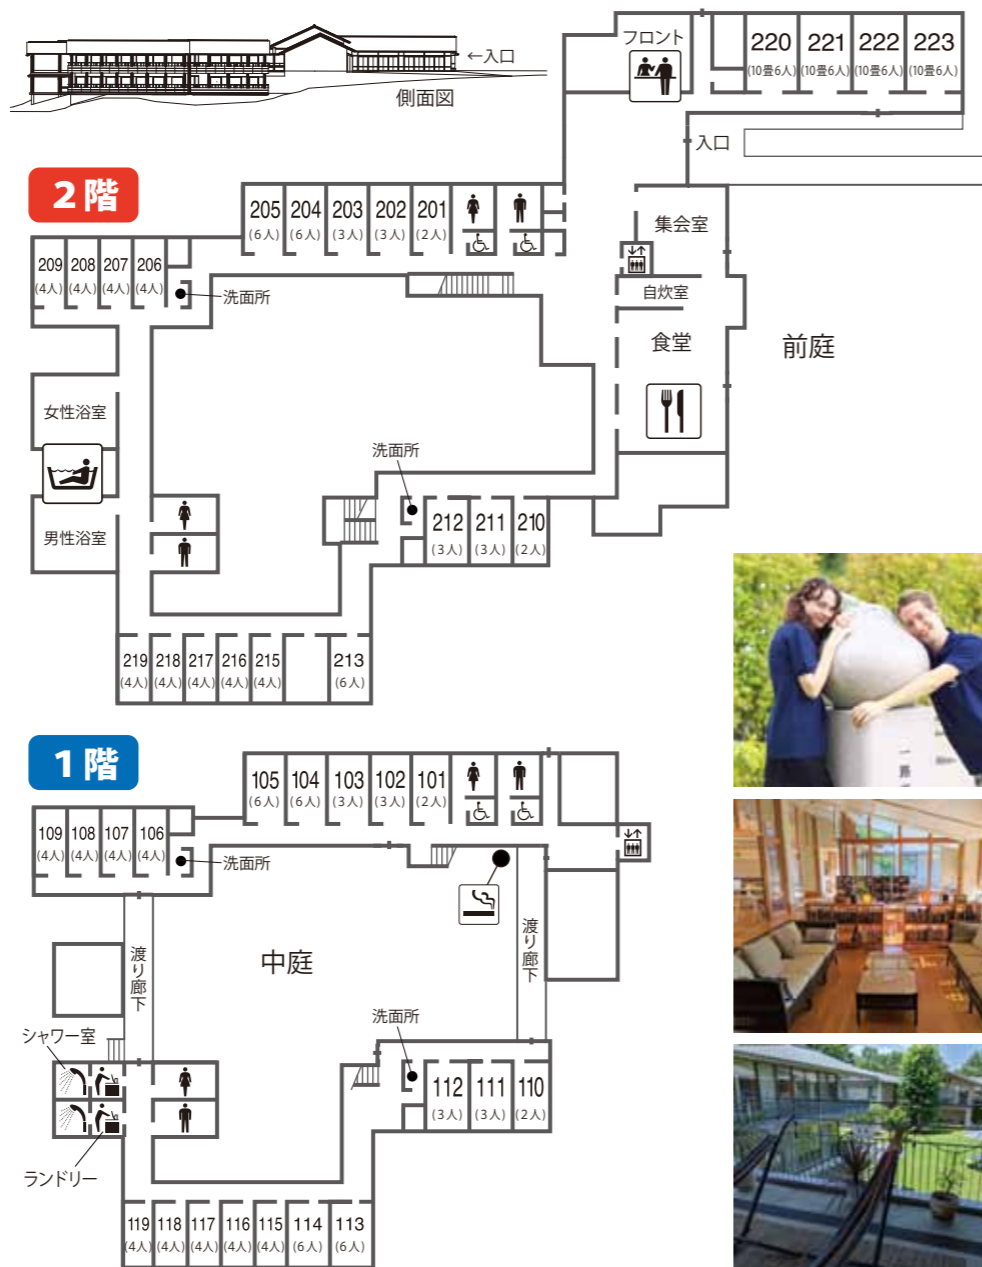 ←入口
側面図
フロント
220
(10畳6人)
221
(10畳6人)
222
(10畳6人)
223
(10畳6人)
入口
2階
205
(6人)
204
(6人)
203
(3人)
202
(3人)
201
(2人)
集会室
209
(4人)
208
(4人)
207
(4人)
206
(4人)
洗面所
自炊室
食堂
前庭
女性浴室
男性浴室
洗面所
212
(3人)
211
(3人)
210
(2人)
219
(4人)
218
(4人)
217
(4人)
216
(4人)
215
(4人)
213
(6人)
一路
1階
105
(6人)
104
(6人)
103
(3人)
102
(3人)
101
(2人)
109
(4人)
108
(4人)
107
(4人)
106
(4人)
洗面所
渡り廊下
中庭
渡り廊下
シャワー室
洗面所
112
(3人)
111
(3人)
110
(2人)
ランドリー
119
(4人)
118
(4人)
117
(4人)
116
(4人)
115
(4人)
114
(6人)
113
(6人)